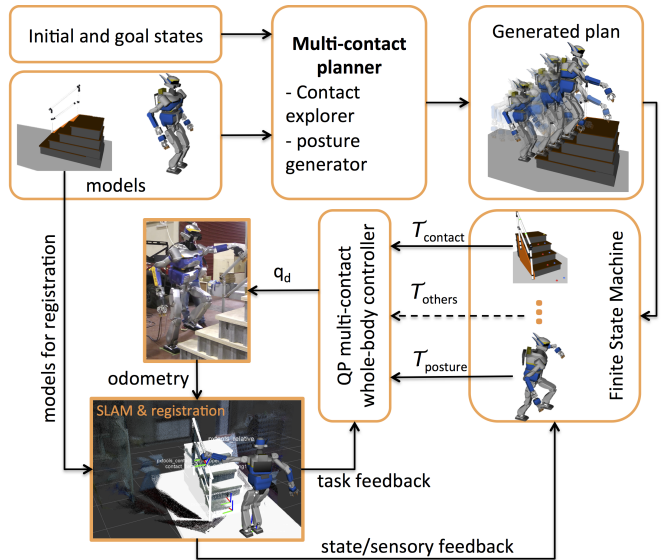 Initial and goal states
Multi-contact
planner
- Contact
explorer
- posture
generator
Generated plan
models
models for registration
q_d
QP multi-contact
whole-body controller
T_contact
T_others
T_posture
Finite State Machine
odometry
SLAM & registration
task feedback
state/sensory feedback